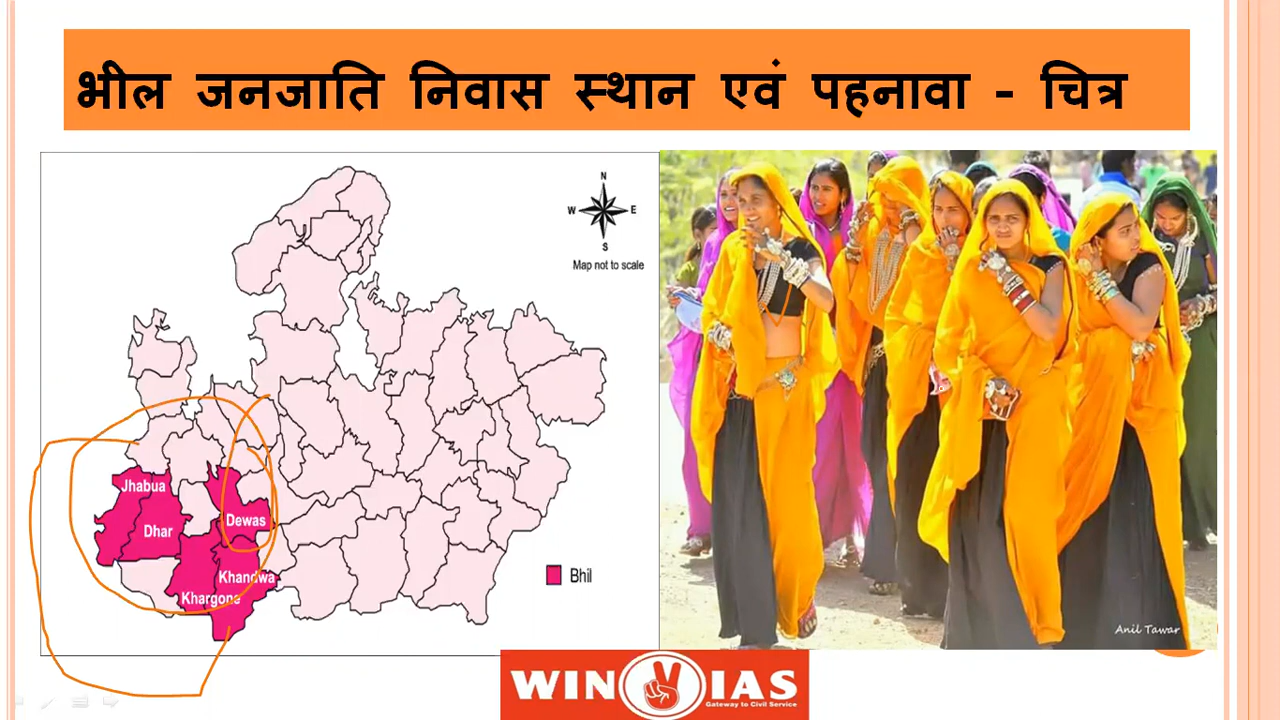 भील जनजाति निवास स्थान एवं पहनावा - चित्र
N
W E
S
Map not to scale
Jhabua
Dhar
Dewas
Khandwa
Khargone
Bhil
Anil Tawar
WIN IAS
Gateway to Civil Service